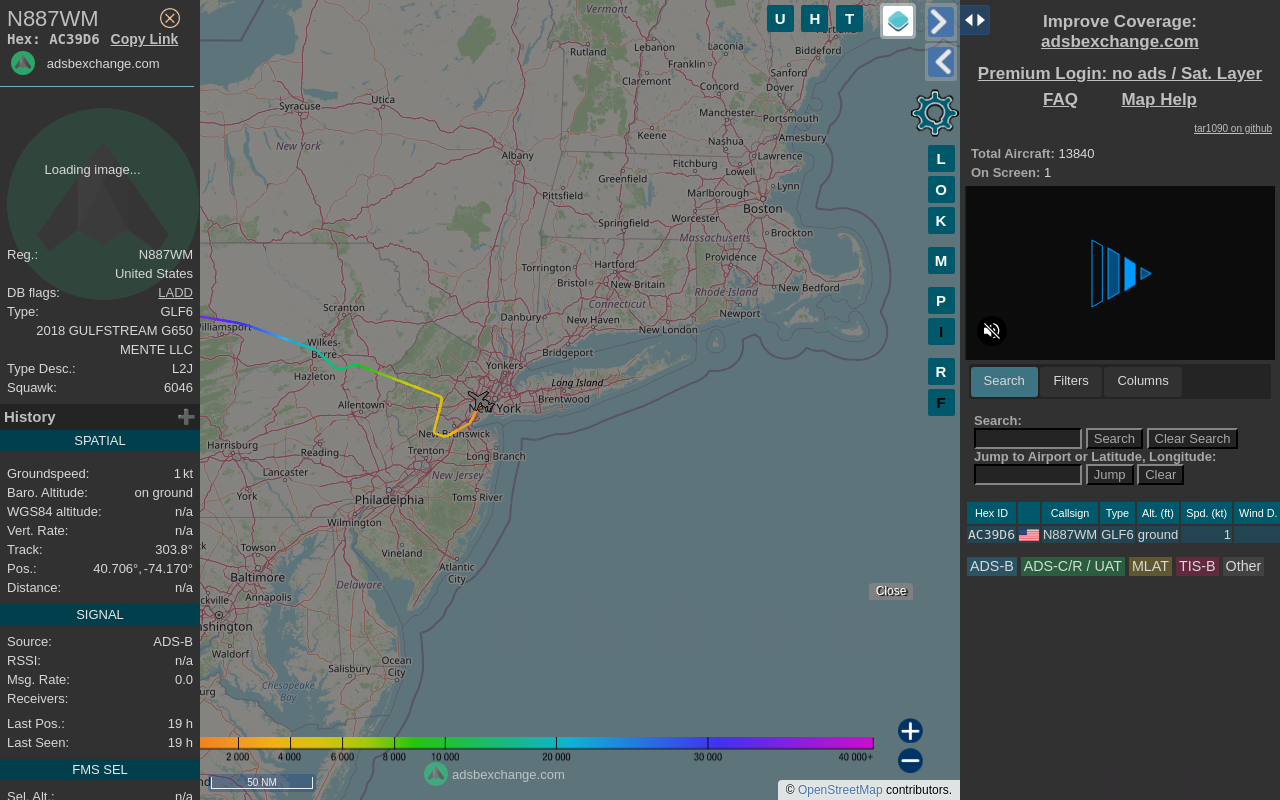 N887WM
Hex: AC39D6 Copy Link
adsbexchange.com
Loading image...
Reg.: N887WM
United States
DB flags: LADD
Type: GLF6
2018 GULFSTREAM G650
MENTE LLC
Type Desc.: L2J
Squawk: 6046
History
SPATIAL
Groundspeed: 1 kt
Baro. Altitude: on ground
WGS84 altitude: n/a
Vert. Rate: n/a
Track: 303.8°
Pos.: 40.706°, -74.170°
Distance: n/a
SIGNAL
Source: ADS-B
RSSI: n/a
Msg. Rate: 0.0
Receivers:
Last Pos.: 19 h
Last Seen: 19 h
FMS SEL
Sel. Alt.: n/a
U H T
L
O
K
M
P
I
R
F
Vermont
Rutland
Lebanon
Laconia
Biddeford
Franklin
Sanford
Claremont
Concord
Dover
Syracuse
Utica
Manchester
Portsmouth
New York
Keene
Nashua
Amesbury
Albany
Fitchburg
Lawrence
Lowell
Greenfield
Pittsfield
Marlborough
Lynn
Springfield
Worcester
Boston
Massachusetts
Brockton
Torrington
Hartford
Providence
Bristol
New Britain
Rhode Island
New Bedford
Scranton
Danbury
Connecticut
Newport
illiamsport
New Haven
New London
Wilkes-
Barre
Bridgeport
Hazleton
Yonkers
Long Island
Allentown
New York
Brentwood
New Brunswick
Harrisburg
Reading
Trenton
Long Branch
Lancaster
New Jersey
York
Philadelphia
Toms River
Wilmington
Towson
Vineland
Baltimore
Delaware
Atlantic
City
ckville
Annapolis
ashington
Waldorf
Salisbury
Ocean
City
Chesapeake
Bay
Close
2 000 4 000 6 000 8 000 10 000 20 000 30 000 40 000+
50 NM
adsbexchange.com
© OpenStreetMap contributors.
Improve Coverage:
adsbexchange.com
Premium Login: no ads / Sat. Layer
FAQ Map Help
tar1090 on github
Total Aircraft: 13840
On Screen: 1
Search Filters Columns
Search:
Search Clear Search
Jump to Airport or Latitude, Longitude:
Jump Clear
Hex ID Callsign Type Alt. (ft) Spd. (kt) Wind D.
AC39D6 N887WM GLF6 ground 1
ADS-B ADS-C/R / UAT MLAT TIS-B Other